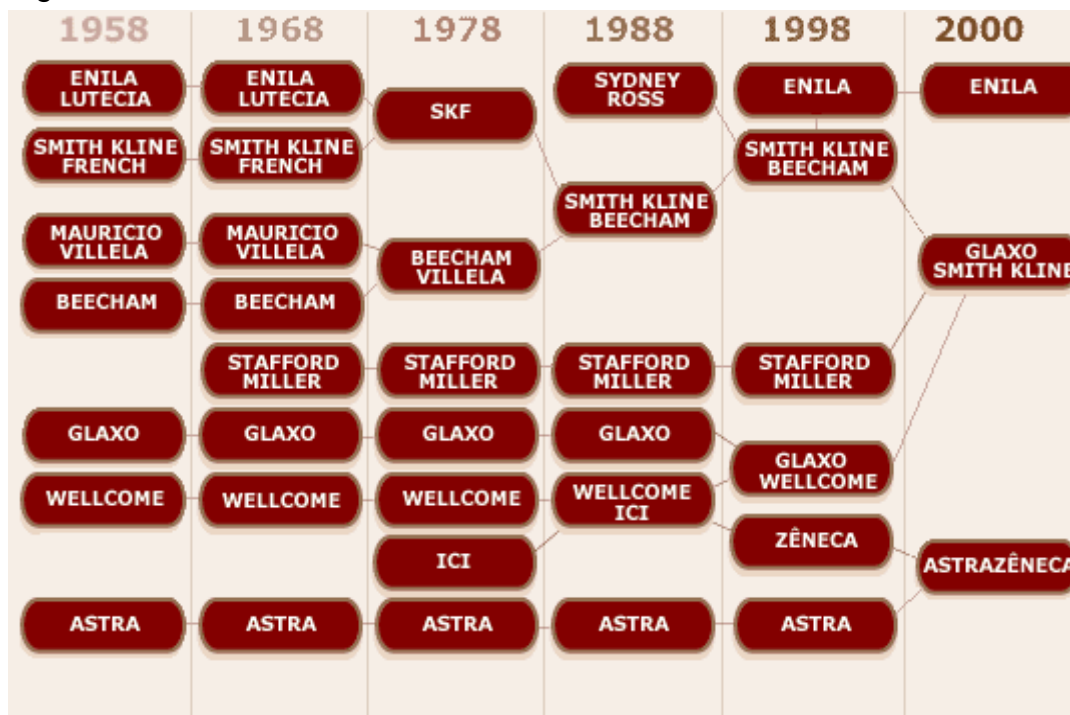 1958 1968 1978 1988 1998 2000
ENILA
LUTECIA
ENILA
LUTECIA
SKF
SYDNEY
ROSS
ENILA
ENILA
SMITH KLINE
FRENCH
SMITH KLINE
FRENCH
SMITH KLINE
BEECHAM
SMITH KLINE
BEECHAM
MAURICIO
VILLELA
MAURICIO
VILLELA
BEECHAM
VILLELA
GLAXO
SMITH KLINE
BEECHAM
BEECHAM
STAFFORD
MILLER
STAFFORD
MILLER
STAFFORD
MILLER
STAFFORD
MILLER
GLAXO
GLAXO
GLAXO
GLAXO
GLAXO
WELLCOME
WELLCOME
WELLCOME
WELLCOME
WELLCOME
ICI
ICI
ZÊNECA
ASTRAZÊNECA
ASTRA
ASTRA
ASTRA
ASTRA
ASTRA